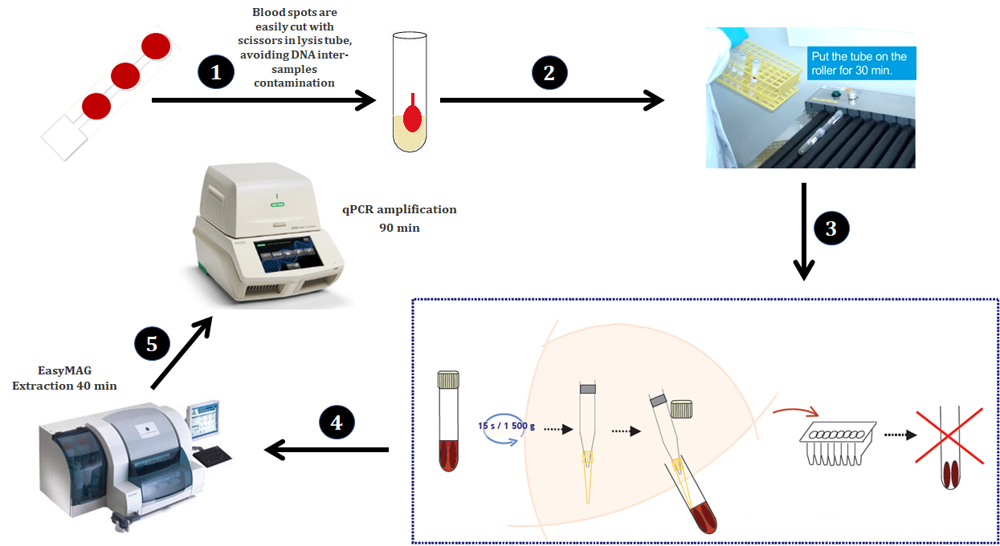 1
Blood spots are
easily cut with
scissors in lysis tube,
avoiding DNA inter-
samples
contamination
2
Put the tube on the
roller for 30 min.
3
15 s / 1 500 g
4
EasyMAG
Extraction 40 min
5
qPCR amplification
90 min